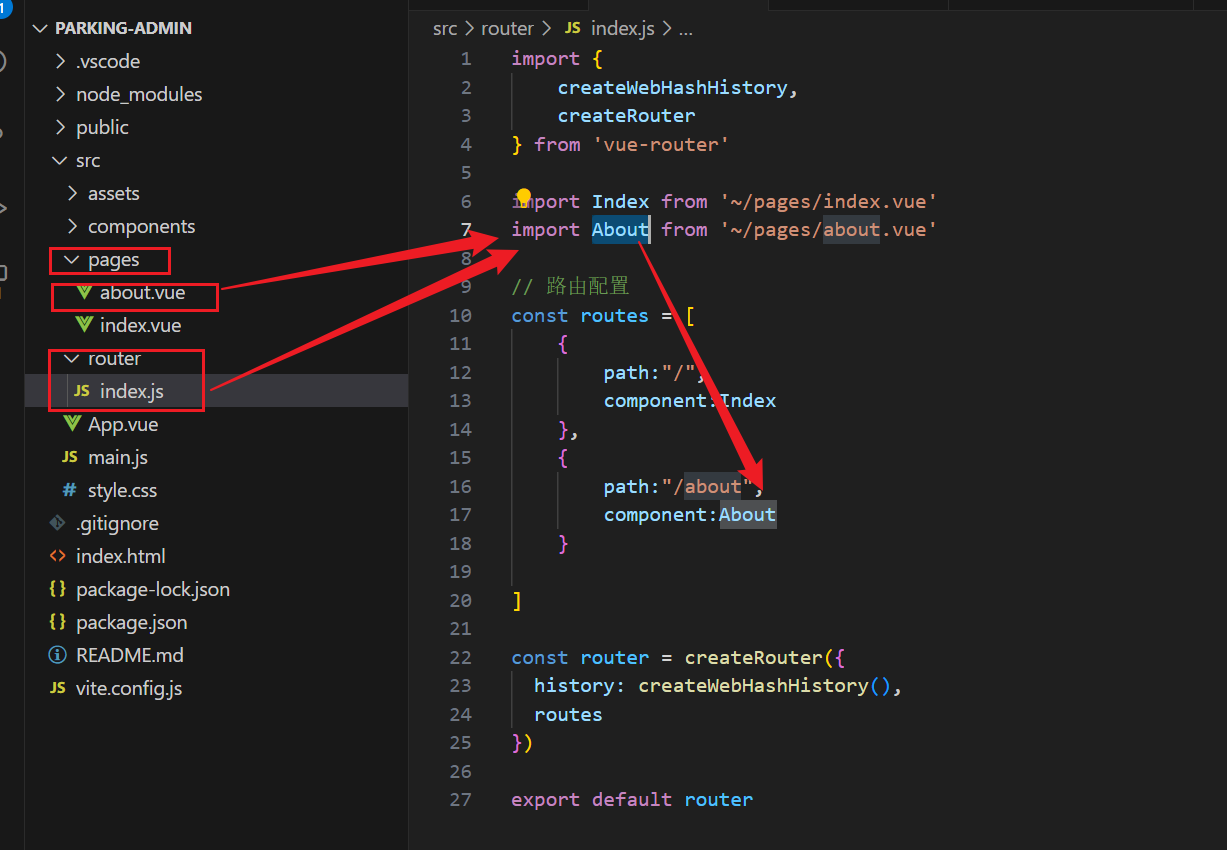 1
PARKING-ADMIN
.vscode
node_modules
public
src
assets
components
pages
about.vue
index.vue
router
JS index.js
App.vue
JS main.js
# style.css
.gitignore
<> index.html
{} package-lock.json
{} package.json
README.md
JS vite.config.js
src > router > JS index.js > ...
1 import {
2 createWebHashHistory,
3 createRouter
4 } from 'vue-router'
5
6 import Index from '~/pages/index.vue'
7 import About from '~/pages/about.vue'
8
9 // 路由配置
10 const routes = [
11 {
12 path:"/",
13 component:Index
14 },
15 {
16 path:"/about",
17 component:About
18 }
19
20 ]
21
22 const router = createRouter({
23 history: createWebHashHistory(),
24 routes
25 })
26
27 export default router